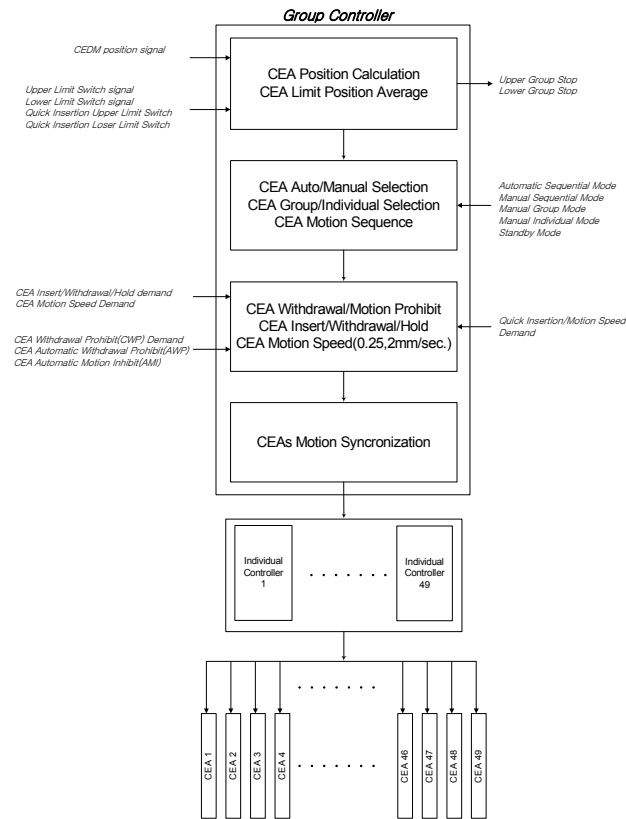 Group Controller
CEDM position signal
CEA Position Calculation
CEA Limit Position Average
Upper Limit Switch signal
Lower Limit Switch signal
Quick Insertion Upper Limit Switch
Quick Insertion Loser Limit Switch
Upper Group Stop
Lower Group Stop
CEA Auto/Manual Selection
CEA Group/Individual Selection
CEA Motion Sequence
Automatic Sequential Mode
Manual Sequential Mode
Manual Group Mode
Manual Individual Mode
Standby Mode
CEA Insert/Withdrawal/Hold demand
CEA Motion Speed Demand
CEA Withdrawal/Motion Prohibit
CEA Insert/Withdrawal/Hold
CEA Motion Speed(0.25,2mm/sec.)
Quick Insertion/Motion Speed
Demand
CEA Withdrawal Prohibit(CWP) Demand
CEA Automatic Withdrawal Prohibit(AWP)
CEA Automatic Motion Inhibit(AMI)
CEAs Motion Syncronization
Individual
Controller
1
. . . . . . .
Individual
Controller
49
. . . . . . .
CEA 1
CEA 2
CEA 3
CEA 4
. . . . . . .
CEA 46
CEA 47
CEA 48
CEA 49